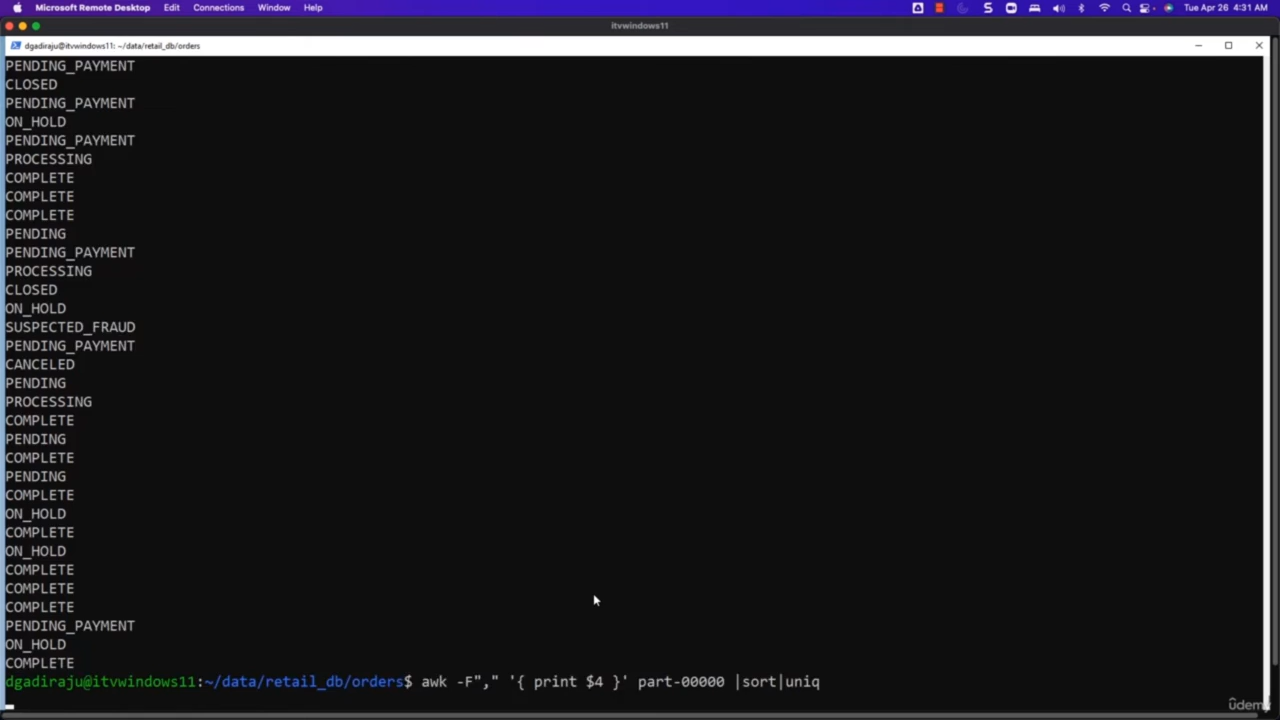 Microsoft Remote Desktop Edit Connections Window Help Tue Apr 26 4:31 AM
itvwindows11
dgadiraju@itvwindows11: ~/data/retail_db/orders
PENDING_PAYMENT
CLOSED
PENDING_PAYMENT
ON_HOLD
PENDING_PAYMENT
PROCESSING
COMPLETE
COMPLETE
COMPLETE
PENDING
PENDING_PAYMENT
PROCESSING
CLOSED
ON_HOLD
SUSPECTED_FRAUD
PENDING_PAYMENT
CANCELED
PENDING
PROCESSING
COMPLETE
PENDING
COMPLETE
PENDING
COMPLETE
ON_HOLD
COMPLETE
ON_HOLD
COMPLETE
COMPLETE
COMPLETE
PENDING_PAYMENT
ON_HOLD
COMPLETE
dgadiraju@itvwindows11:~/data/retail_db/orders$ awk -F"," '{ print $4 }' part-00000 |sort|uniq
udemy